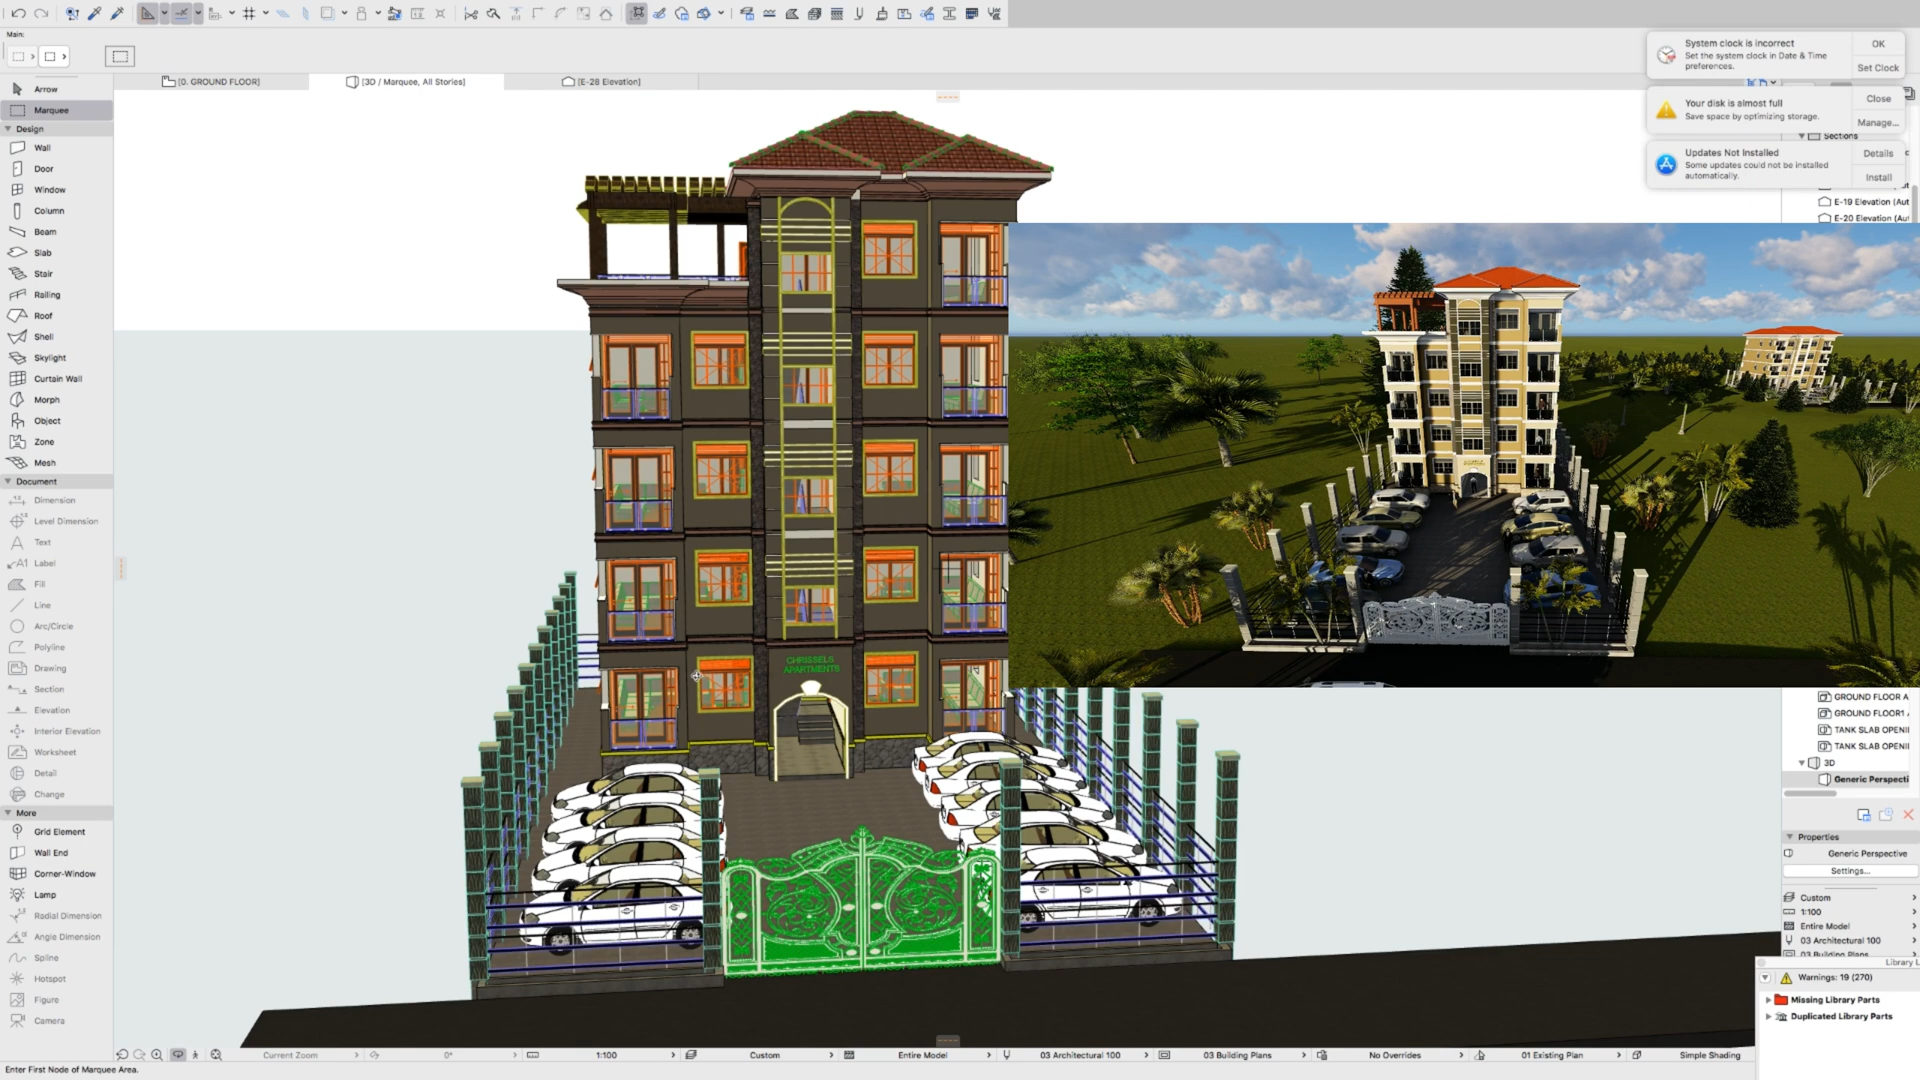 Main:
[0. GROUND FLOOR]
[3D / Marquee, All Stories]
[E-28 Elevation]
Arrow
Marquee
Design
Wall
Door
Window
Column
Beam
Slab
Stair
Railing
Roof
Shell
Skylight
Curtain Wall
Morph
Object
Zone
Mesh
Document
Dimension
Level Dimension
Text
Label
Fill
Line
Arc/Circle
Polyline
Drawing
Section
Elevation
Interior Elevation
Worksheet
Detail
Change
More
Grid Element
Wall End
Corner-Window
Lamp
Radial Dimension
Angle Dimension
Spline
Hotspot
Figure
Camera
CHRISSELS
APARTMENTS
System clock is incorrect
Set the system clock in Date & Time
preferences.
OK
Set Clock
Your disk is almost full
Save space by optimizing storage.
Close
Manage...
Sections
Updates Not Installed
Some updates could not be installed
automatically.
Details
Install
E-19 Elevation (Aut
E-20 Elevation (Aut
GROUND FLOOR A
GROUND FLOOR1
TANK SLAB OPENI
TANK SLAB OPENI
3D
Generic Perspecti
Properties
Generic Perspective
Settings...
Custom
1:100
Entire Model
03 Architectural 100
03 Building Plans
Library L
Warnings: 19 (270)
Missing Library Parts
Duplicated Library Parts
Current Zoom
0°
1:100
Custom
Entire Model
03 Architectural 100
03 Building Plans
No Overrides
01 Existing Plan
Simple Shading
Enter First Node of Marquee Area.